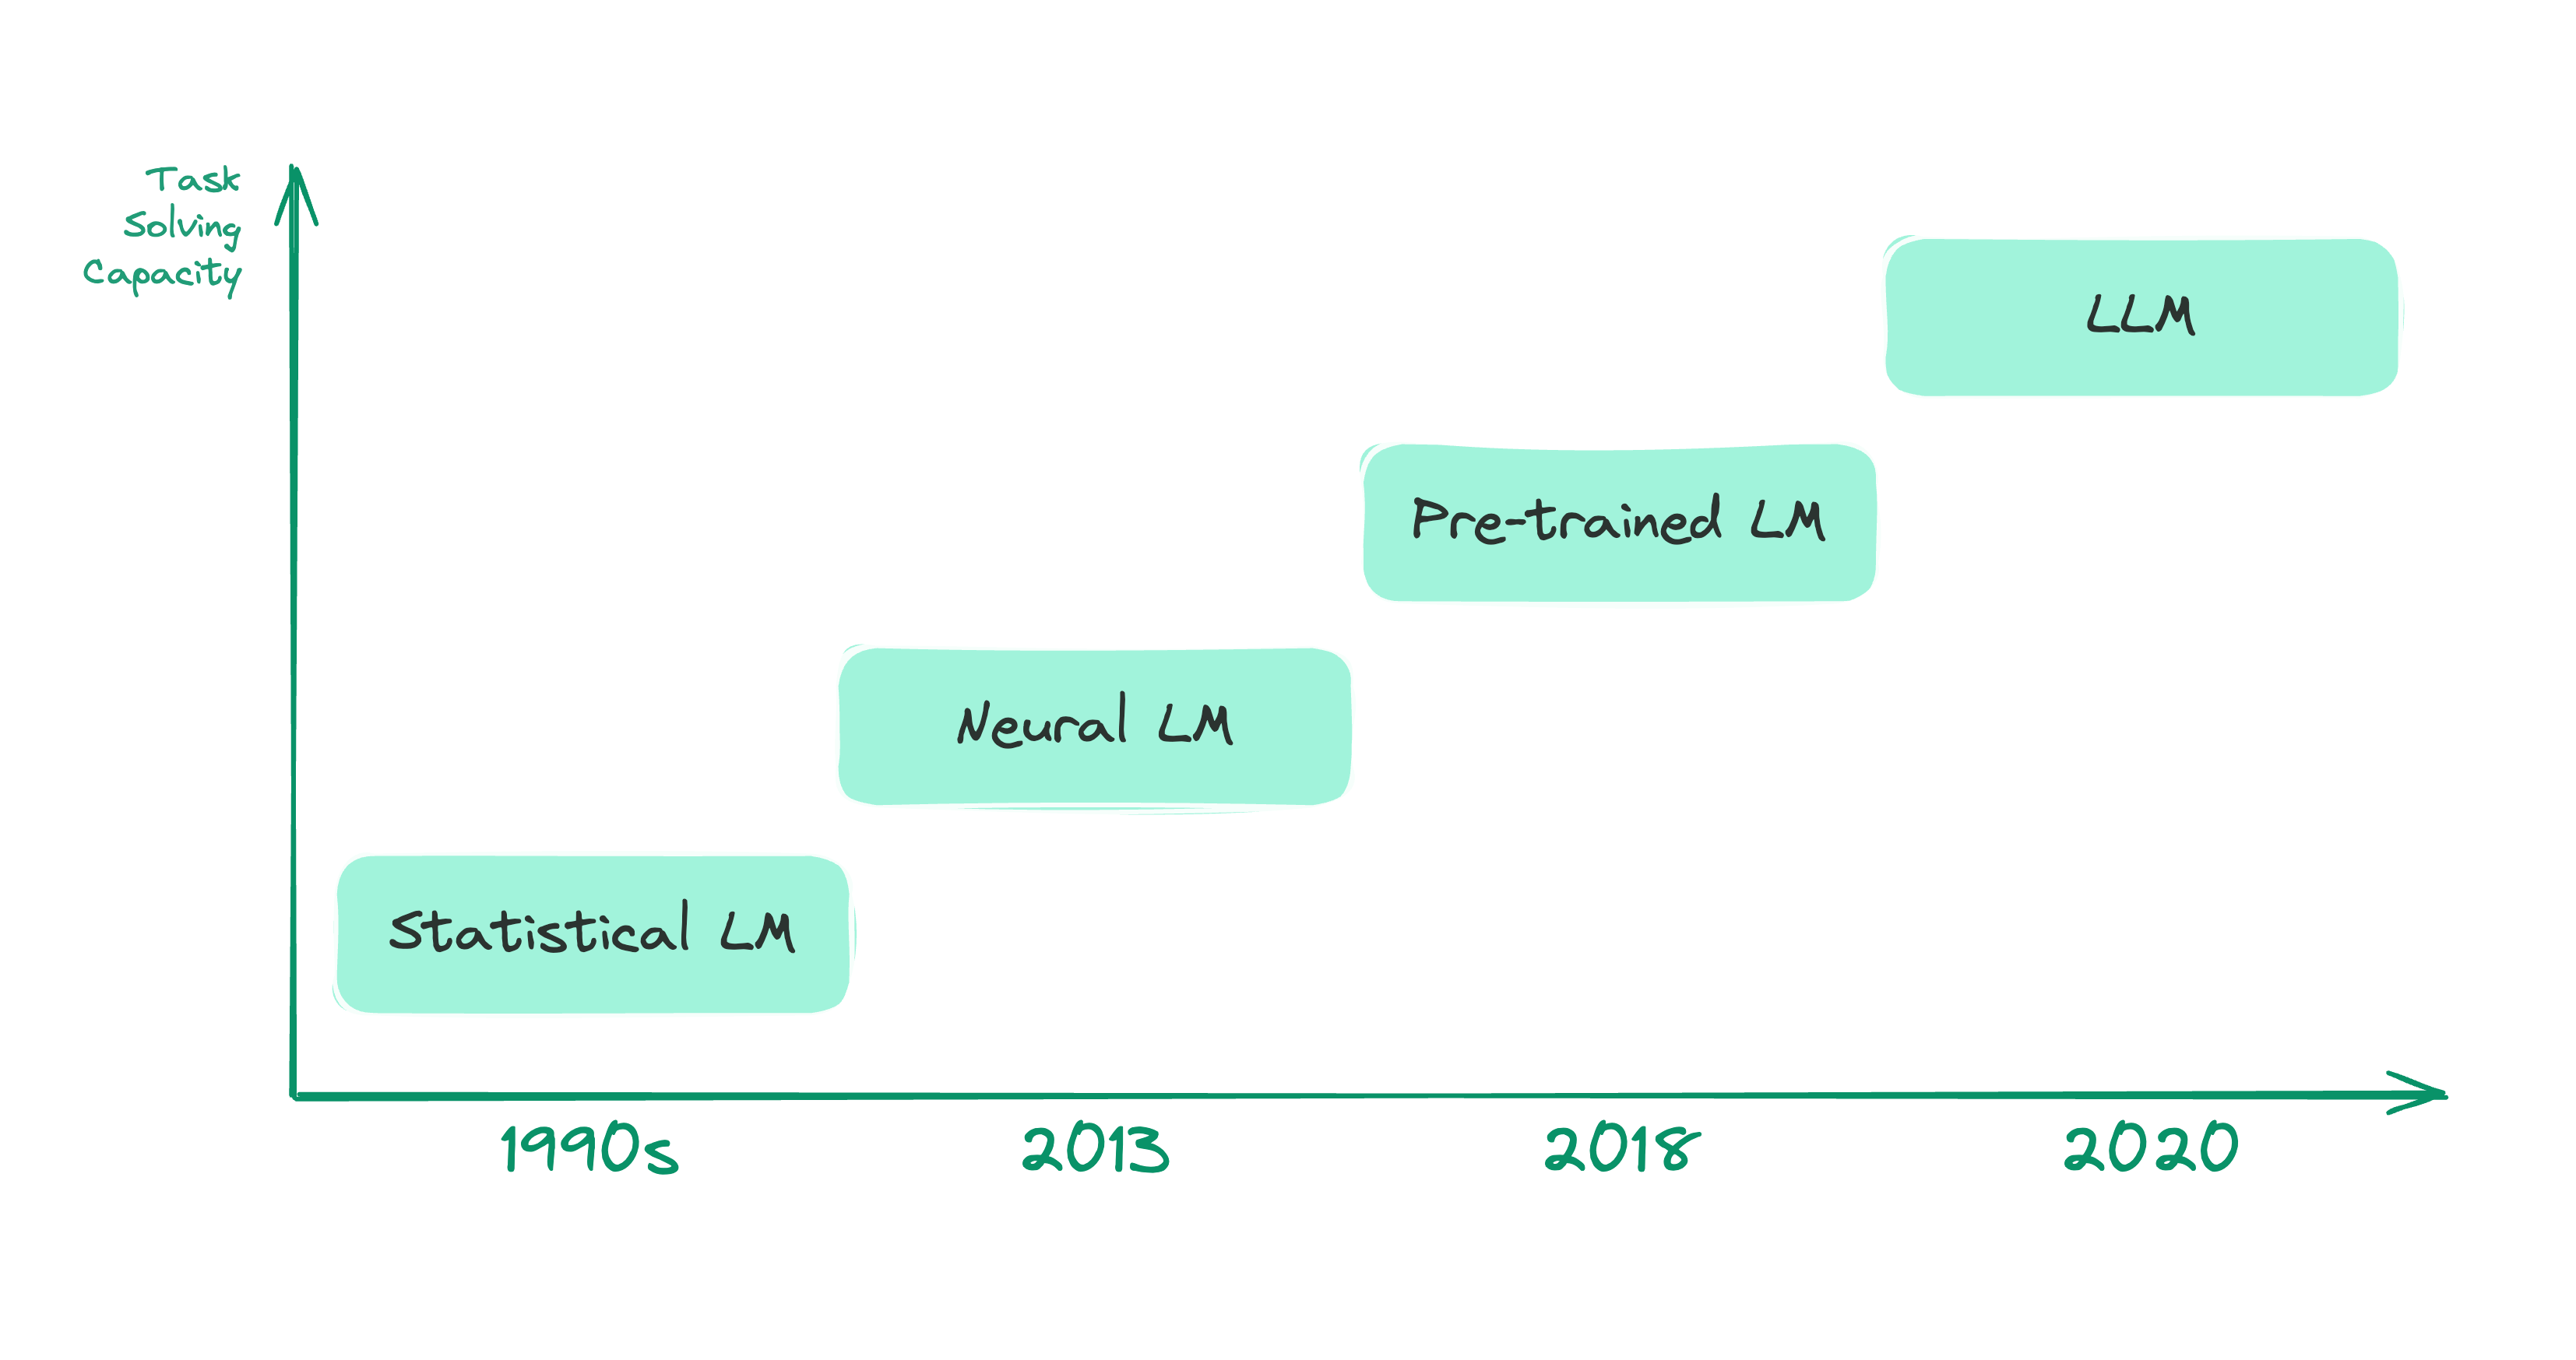 Task
Solving
Capacity
LLM
Pre-trained LM
Neural LM
Statistical LM
1990s
2013
2018
2020